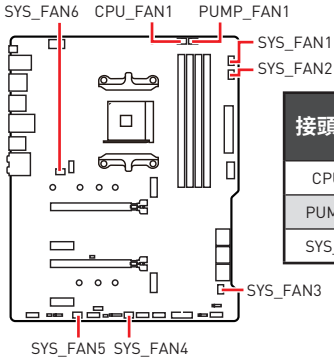 SYS_FAN6 CPU_FAN1 PUMP_FAN1
SYS_FAN1
SYS_FAN2
接頭
CPU
PUM
SYS_
SYS_FAN3
SYS_FAN5 SYS_FAN4